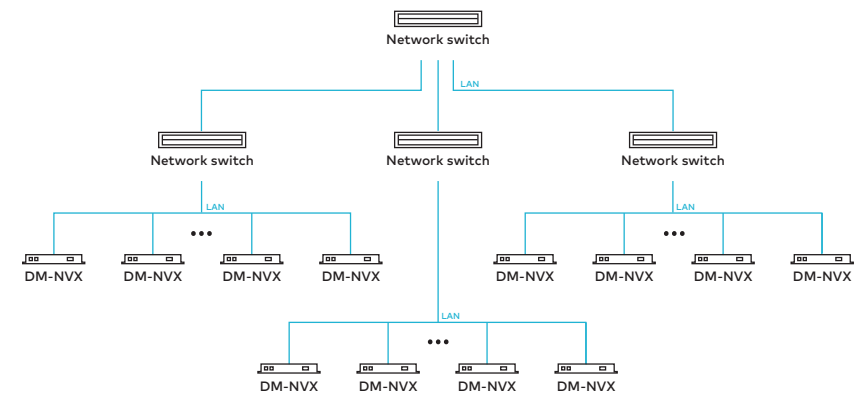 Network switch
LAN
Network switch
Network switch
Network switch
LAN
LAN
•••
•••
DM-NVX
DM-NVX
DM-NVX
DM-NVX
DM-NVX
DM-NVX
DM-NVX
DM-NVX
LAN
•••
DM-NVX
DM-NVX
DM-NVX
DM-NVX